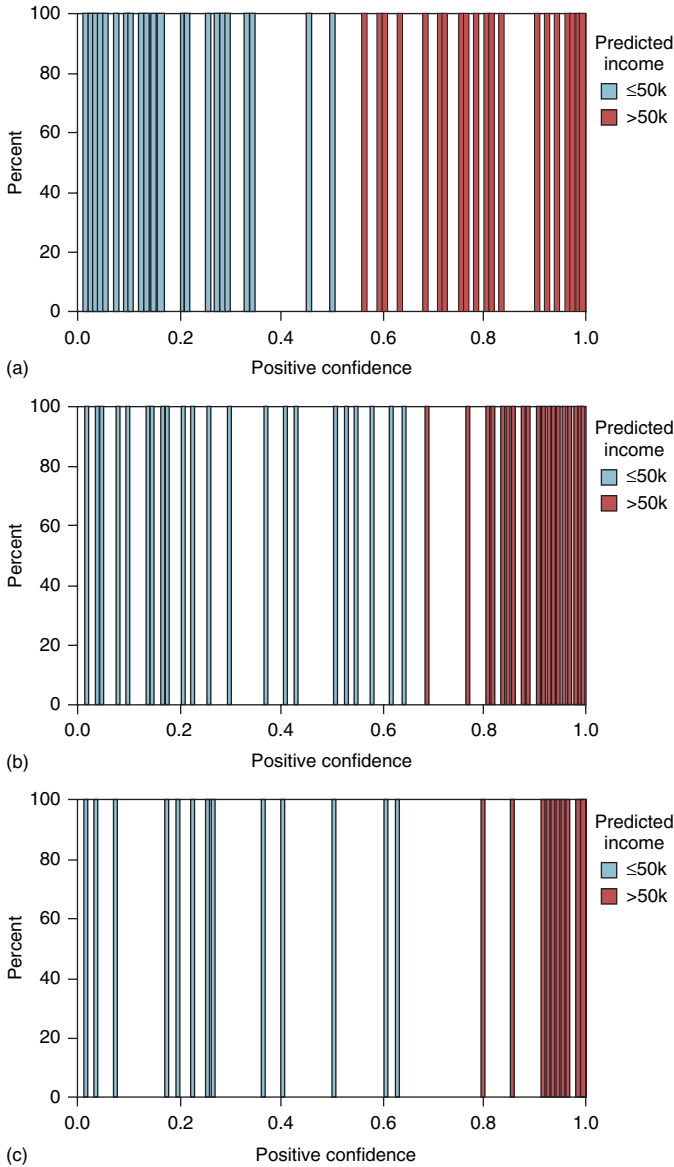 100
80
60
40
20
0
Percent
0.0 0.2 0.4 0.6 0.8 1.0
Positive confidence
(a)
Predicted
income
≤50k
>50k
100
80
60
40
20
0
Percent
0.0 0.2 0.4 0.6 0.8 1.0
Positive confidence
(b)
Predicted
income
≤50k
>50k
100
80
60
40
20
0
Percent
0.0 0.2 0.4 0.6 0.8 1.0
Positive confidence
(c)
Predicted
income
≤50k
>50k